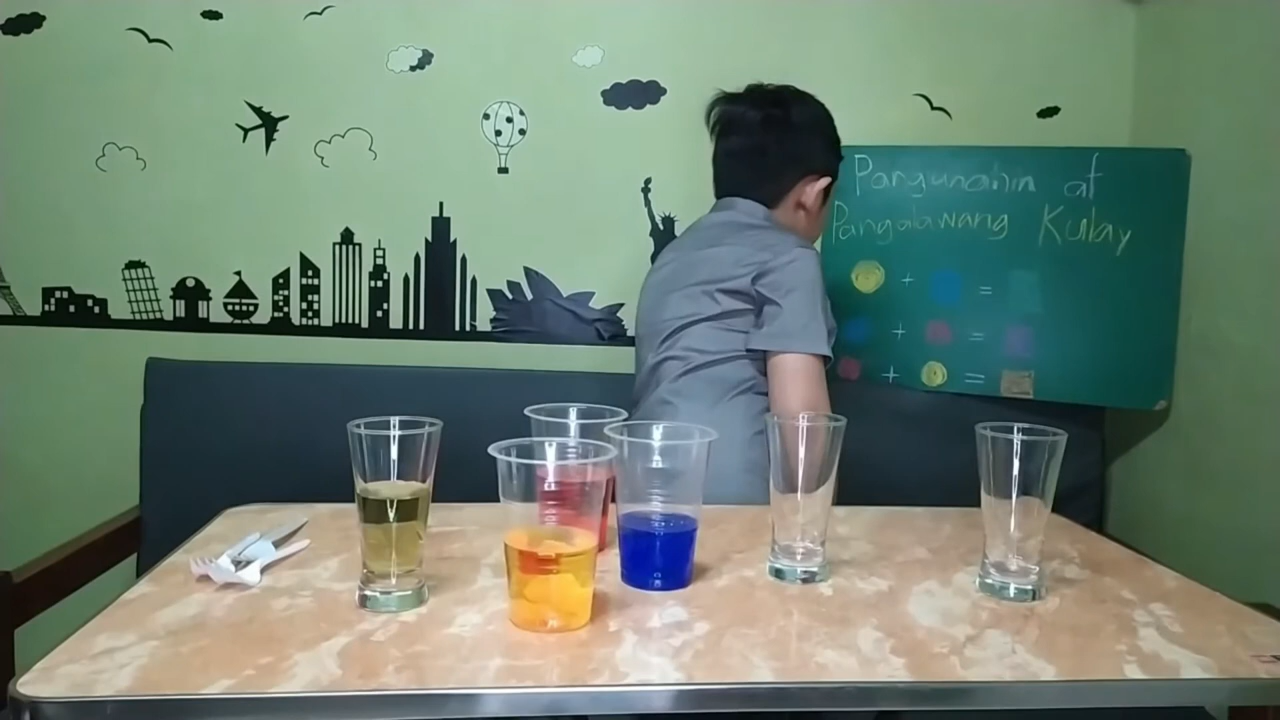 Pangunahin at
Pangalawang Kulay
+ =
+ =
+ =